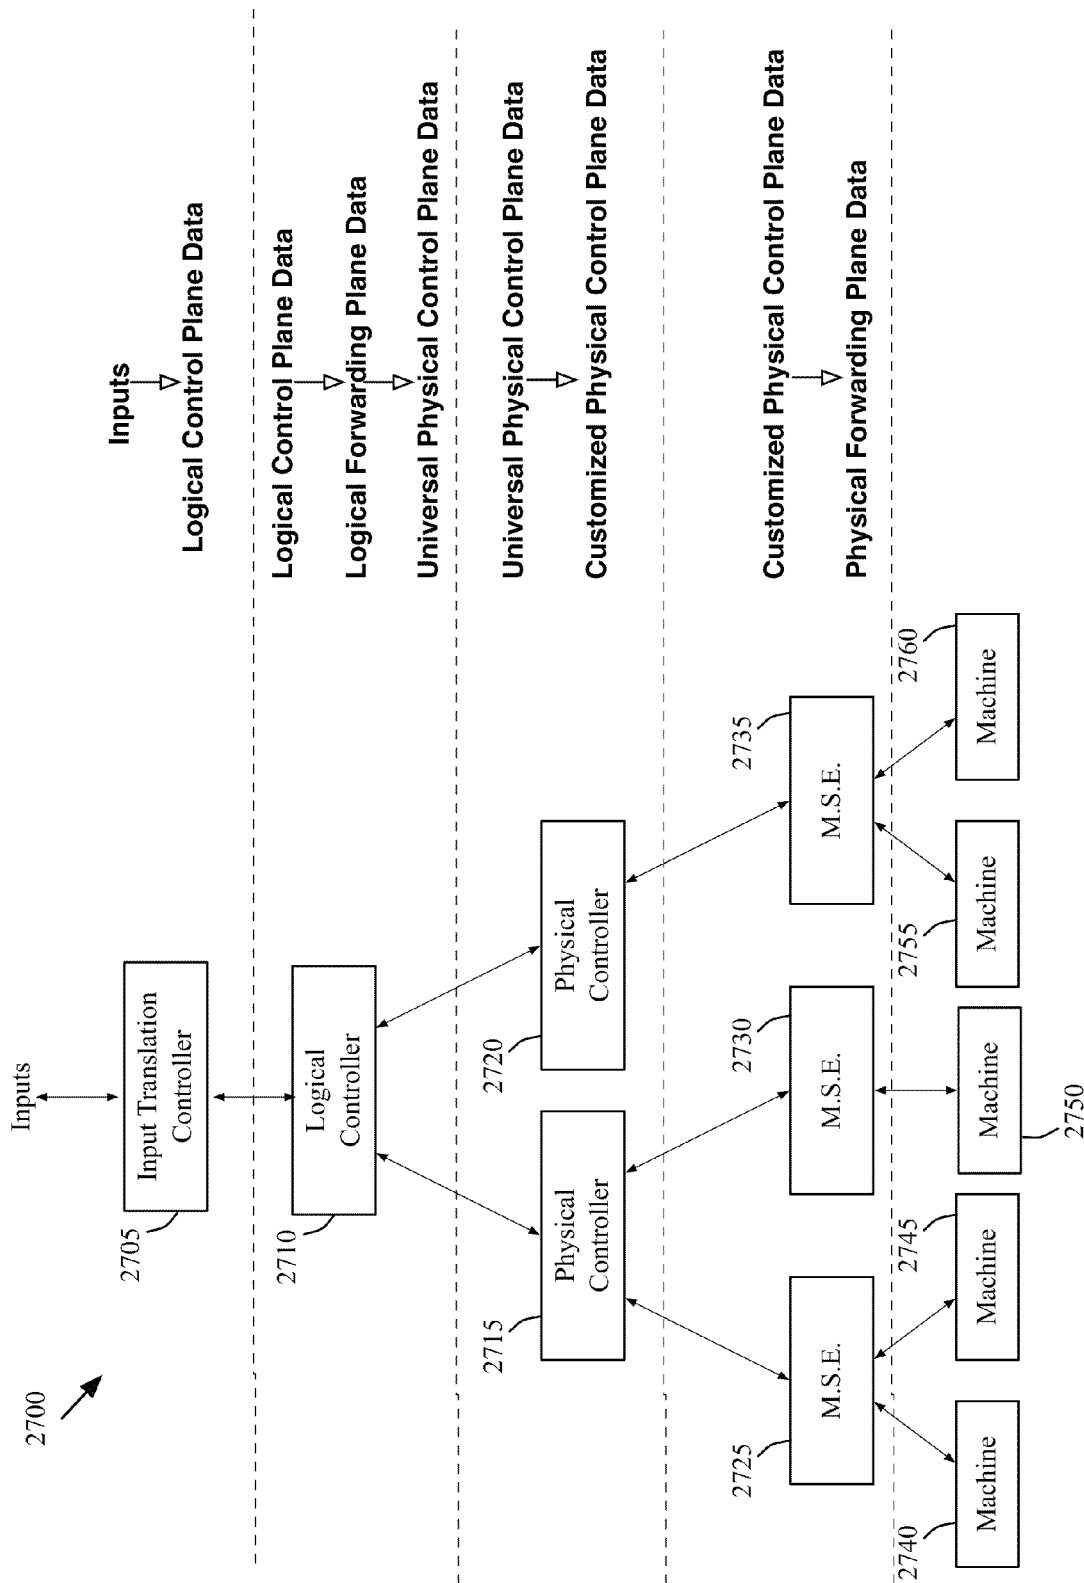 2700
Inputs
Input Translation
Controller
2705
Inputs
Logical Control Plane Data
Logical
Controller
2710
Logical Control Plane Data
Logical Forwarding Plane Data
Universal Physical Control Plane Data
Physical
Controller
2715
Physical
Controller
2720
Universal Physical Control Plane Data
Customized Physical Control Plane Data
M.S.E.
2725
M.S.E.
2730
M.S.E.
2735
Customized Physical Control Plane Data
Physical Forwarding Plane Data
Machine
2740
Machine
2745
Machine
2750
Machine
2755
Machine
2760